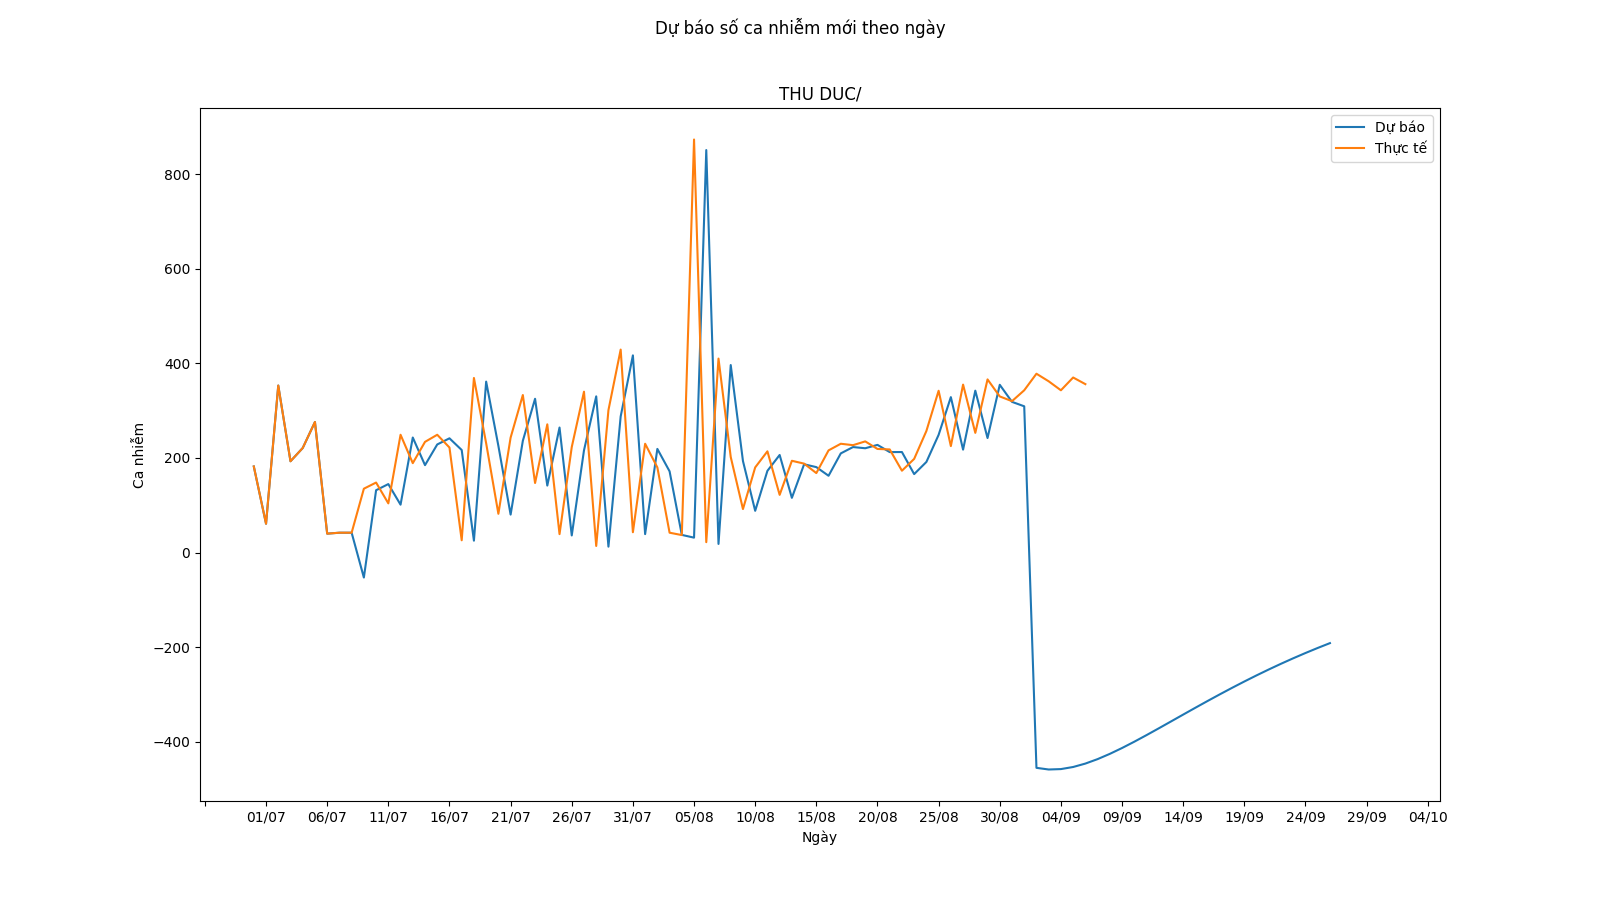 Dự báo số ca nhiễm mới theo ngày
THU DUC/
Dự báo
Thực tế
800
600
400
200
0
−200
−400
Ca nhiễm
01/07 06/07 11/07 16/07 21/07 26/07 31/07 05/08 10/08 15/08 20/08 25/08 30/08 04/09 09/09 14/09 19/09 24/09 29/09 04/10
Ngày